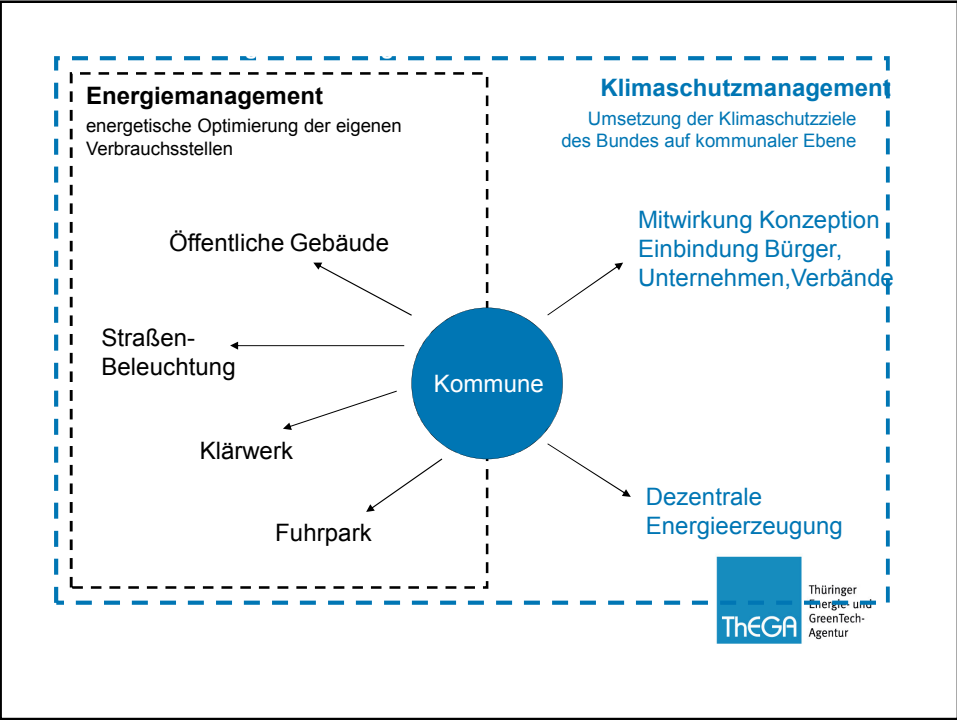 Energiemanagement
energetische Optimierung der eigenen
Verbrauchsstellen
Klimaschutzmanagement
Umsetzung der Klimaschutzziele
des Bundes auf kommunaler Ebene
Öffentliche Gebäude
Straßen-
Beleuchtung
Klärwerk
Fuhrpark
Kommune
Mitwirkung Konzeption
Einbindung Bürger,
Unternehmen,Verbände
Dezentrale
Energieerzeugung
ThEGA
Thüringer
Energie- und
GreenTech-
Agentur